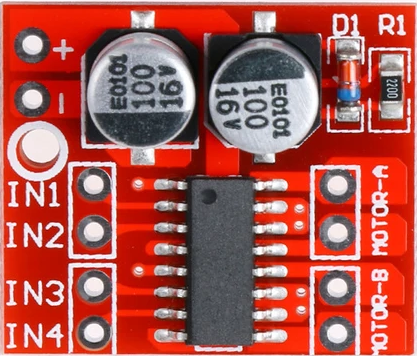 +
-
E0101
100
16V
E0101
100
16V
D1
R1
2200
IN1
IN2
IN3
IN4
MOTOR-A
MOTOR-B